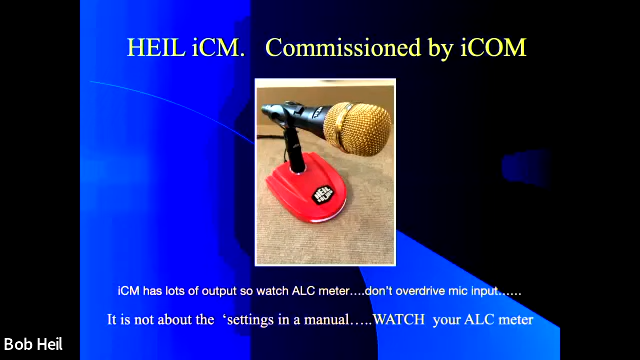 HEIL iCM. Commissioned by iCOM
HEIL
iCM has lots of output so watch ALC meter….don't overdrive mic input……
It is not about the ‘settings in a manual…..WATCH your ALC meter
Bob Heil